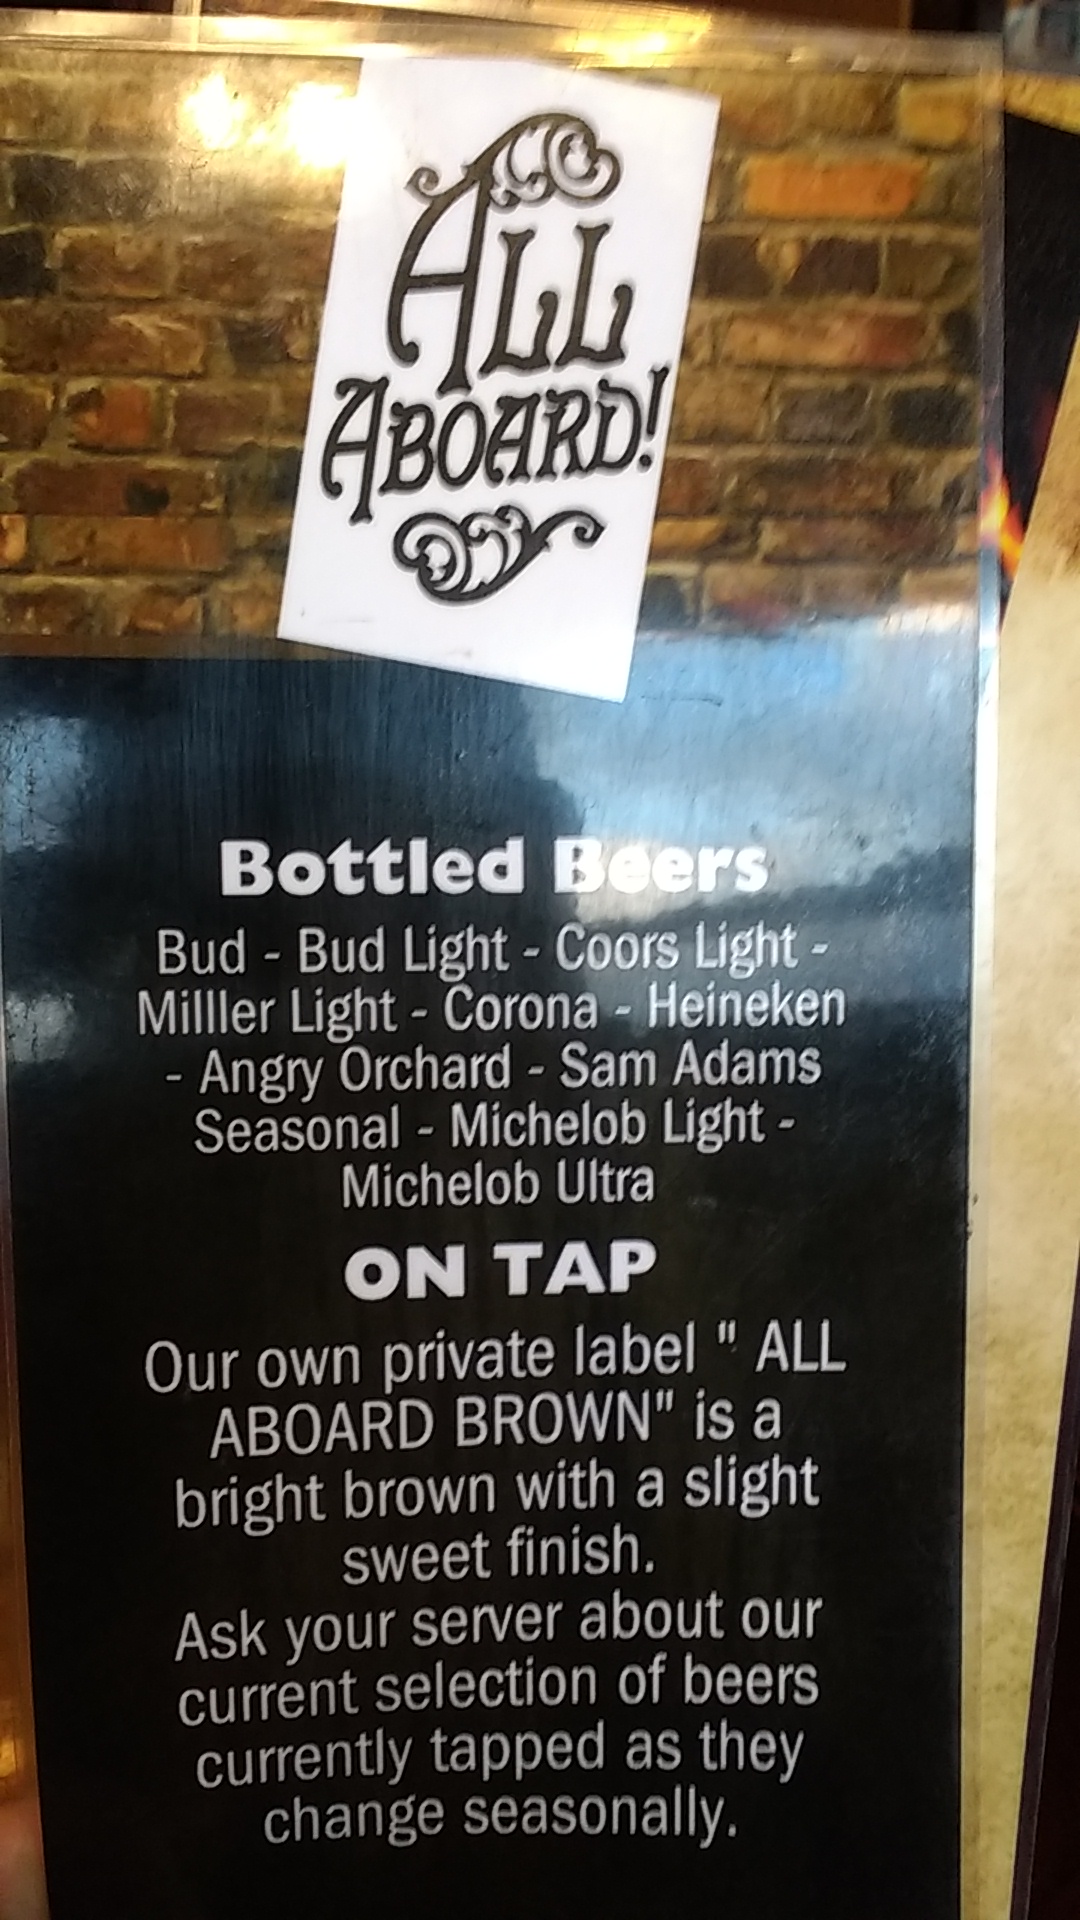 ALL
ABOARD!
Bottled Beers
Bud - Bud Light - Coors Light -
Milller Light - Corona - Heineken
- Angry Orchard - Sam Adams
Seasonal - Michelob Light -
Michelob Ultra
ON TAP
Our own private label " ALL
ABOARD BROWN" is a
bright brown with a slight
sweet finish.
Ask your server about our
current selection of beers
currently tapped as they
change seasonally.